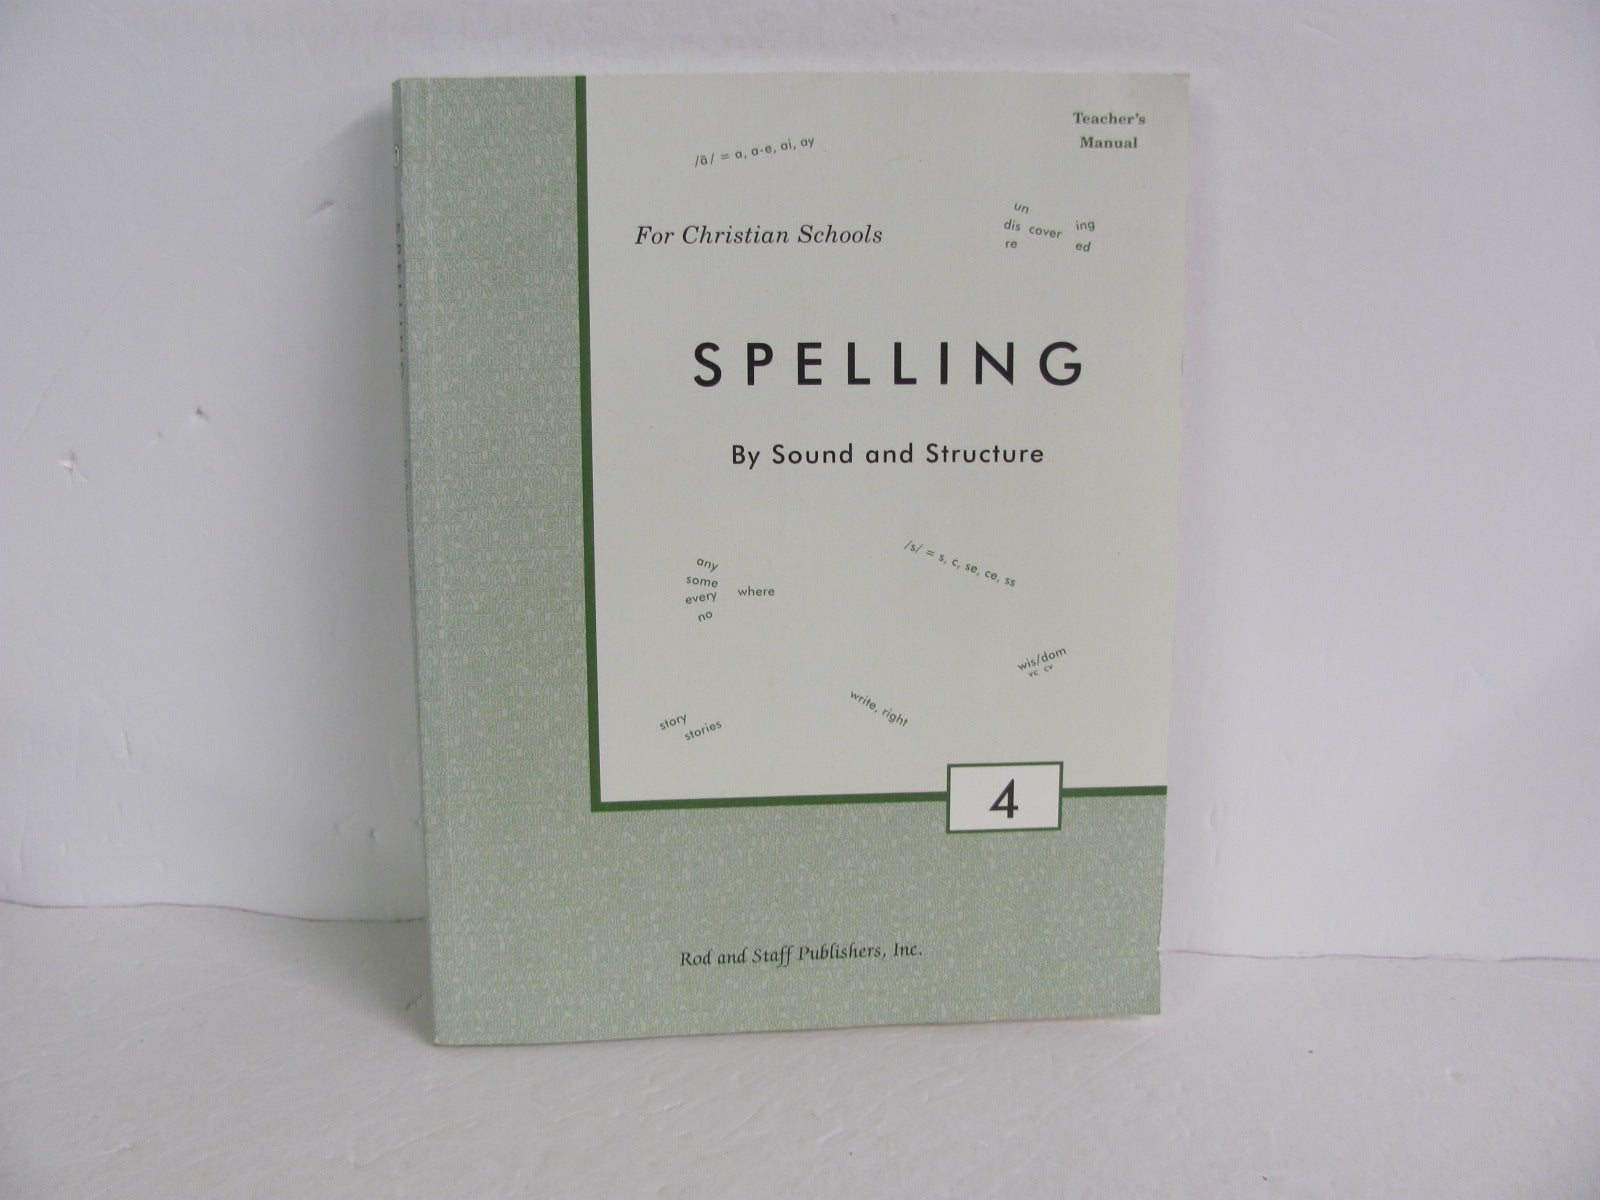 Teacher's
Manual
/ā/ = a, a-e, ai, ay
For Christian Schools
un
dis cover ing
re ed
SPELLING
By Sound and Structure
/s/ = s, c, se, ce, ss
any
some
every where
no
wis/dom
VC CV
write, right
story
stories
4
Rod and Staff Publishers, Inc.
SPELLING